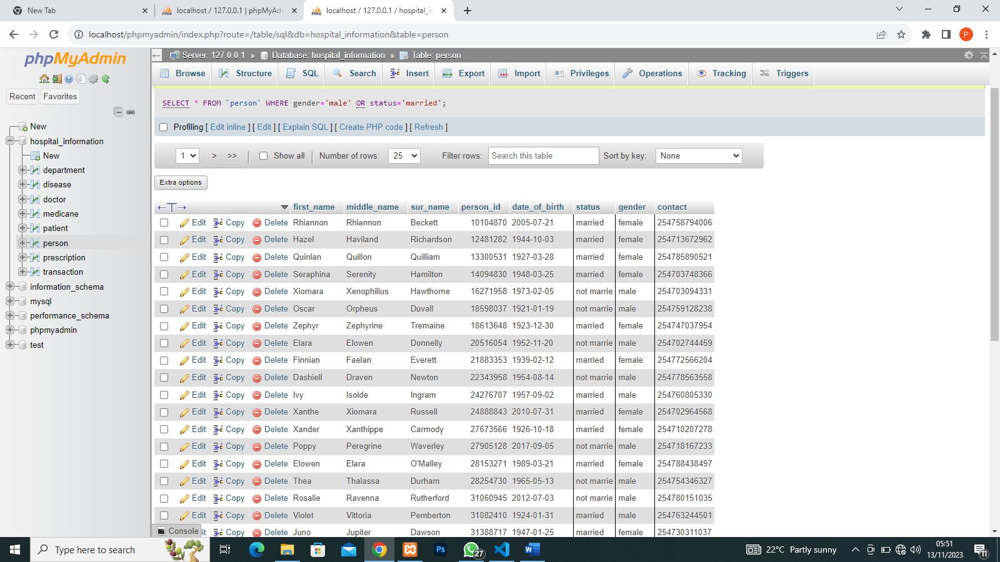 New Tab
localhost / 127.0.0.1 | phpMyAdr
localhost / 127.0.0.1 / hospital_ir
localhost/phpmyadmin/index.php?route=/table/sql&db=hospital_information&table=person
P
phpMyAdmin
Recent Favorites
New
hospital_information
New
department
disease
doctor
medicane
patient
person
prescription
transaction
information_schema
mysql
performance_schema
phpmyadmin
test
Server: 127.0.0.1 » Database: hospital_information » Table: person
Browse Structure SQL Search Insert Export Import Privileges Operations Tracking Triggers
SELECT * FROM `person` WHERE gender='male' OR status='married';
Profiling [ Edit inline ] [ Edit ] [ Explain SQL ] [ Create PHP code ] [ Refresh ]
1 > >> | Show all | Number of rows: 25 Filter rows: Search this table Sort by key: None
Extra options
first_name middle_name sur_name person_id date_of_birth status gender contact
Edit Copy Delete Rhiannon Rhiannon Beckett 10104870 2005-07-21 married female 254758794006
Edit Copy Delete Hazel Haviland Richardson 12481282 1944-10-03 married female 254713672962
Edit Copy Delete Quinlan Quillon Quilliam 13300531 1927-03-28 married female 254785890521
Edit Copy Delete Seraphina Serenity Hamilton 14094830 1948-03-25 married female 254703748366
Edit Copy Delete Xiomara Xenophilius Hawthorne 16271958 1973-02-05 not marrie male 254703094331
Edit Copy Delete Oscar Orpheus Duvall 18598037 1921-01-19 not marrie male 254759128238
Edit Copy Delete Zephyr Zephyrine Tremaine 18613648 1923-12-30 married female 254747037954
Edit Copy Delete Elara Elowen Donnelly 20516054 1952-11-20 not marrie male 254702744459
Edit Copy Delete Finnian Faelan Everett 21883353 1939-02-12 married female 254772566204
Edit Copy Delete Dashiell Draven Newton 22343958 1954-08-14 not marrie male 254778563558
Edit Copy Delete Ivy Isolde Ingram 24276707 1957-09-02 married male 254760805330
Edit Copy Delete Xanthe Xiomara Russell 24888843 2010-07-31 married female 254702964568
Edit Copy Delete Xander Xanthippe Carmody 27673566 1926-10-18 married female 254710207278
Edit Copy Delete Poppy Peregrine Waverley 27905128 2017-09-05 not marrie male 254718167233
Edit Copy Delete Elowen Elara O'Malley 28153271 1989-03-21 married female 254788438497
Edit Copy Delete Thea Thalassa Durham 28254730 1965-05-13 not marrie male 254754346327
Edit Copy Delete Rosalie Ravenna Rutherford 31060945 2012-07-03 not marrie male 254780151035
Edit Copy Delete Violet Vittoria Pemberton 31082410 1924-01-31 married male 254763244501
it Copy Delete Juno Jupiter Dawson 31388717 1947-01-25 married female 254730311037
Console
Type here to search
27
22°C Partly sunny
05:51
13/11/2023
11